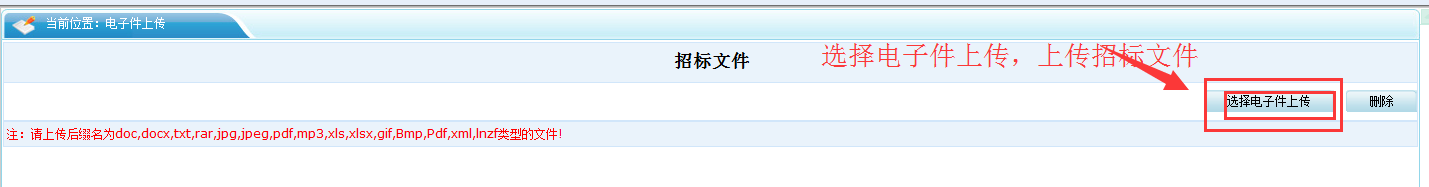 当前位置：电子件上传
招标文件
选择电子件上传，上传招标文件
选择电子件上传
删除
注：请上传后缀名为doc,docx,txt,rar,jpg,jpeg,pdf,mp3,xls,xlsx,gif,Bmp,Pdf,xml,lnzf类型的文件!